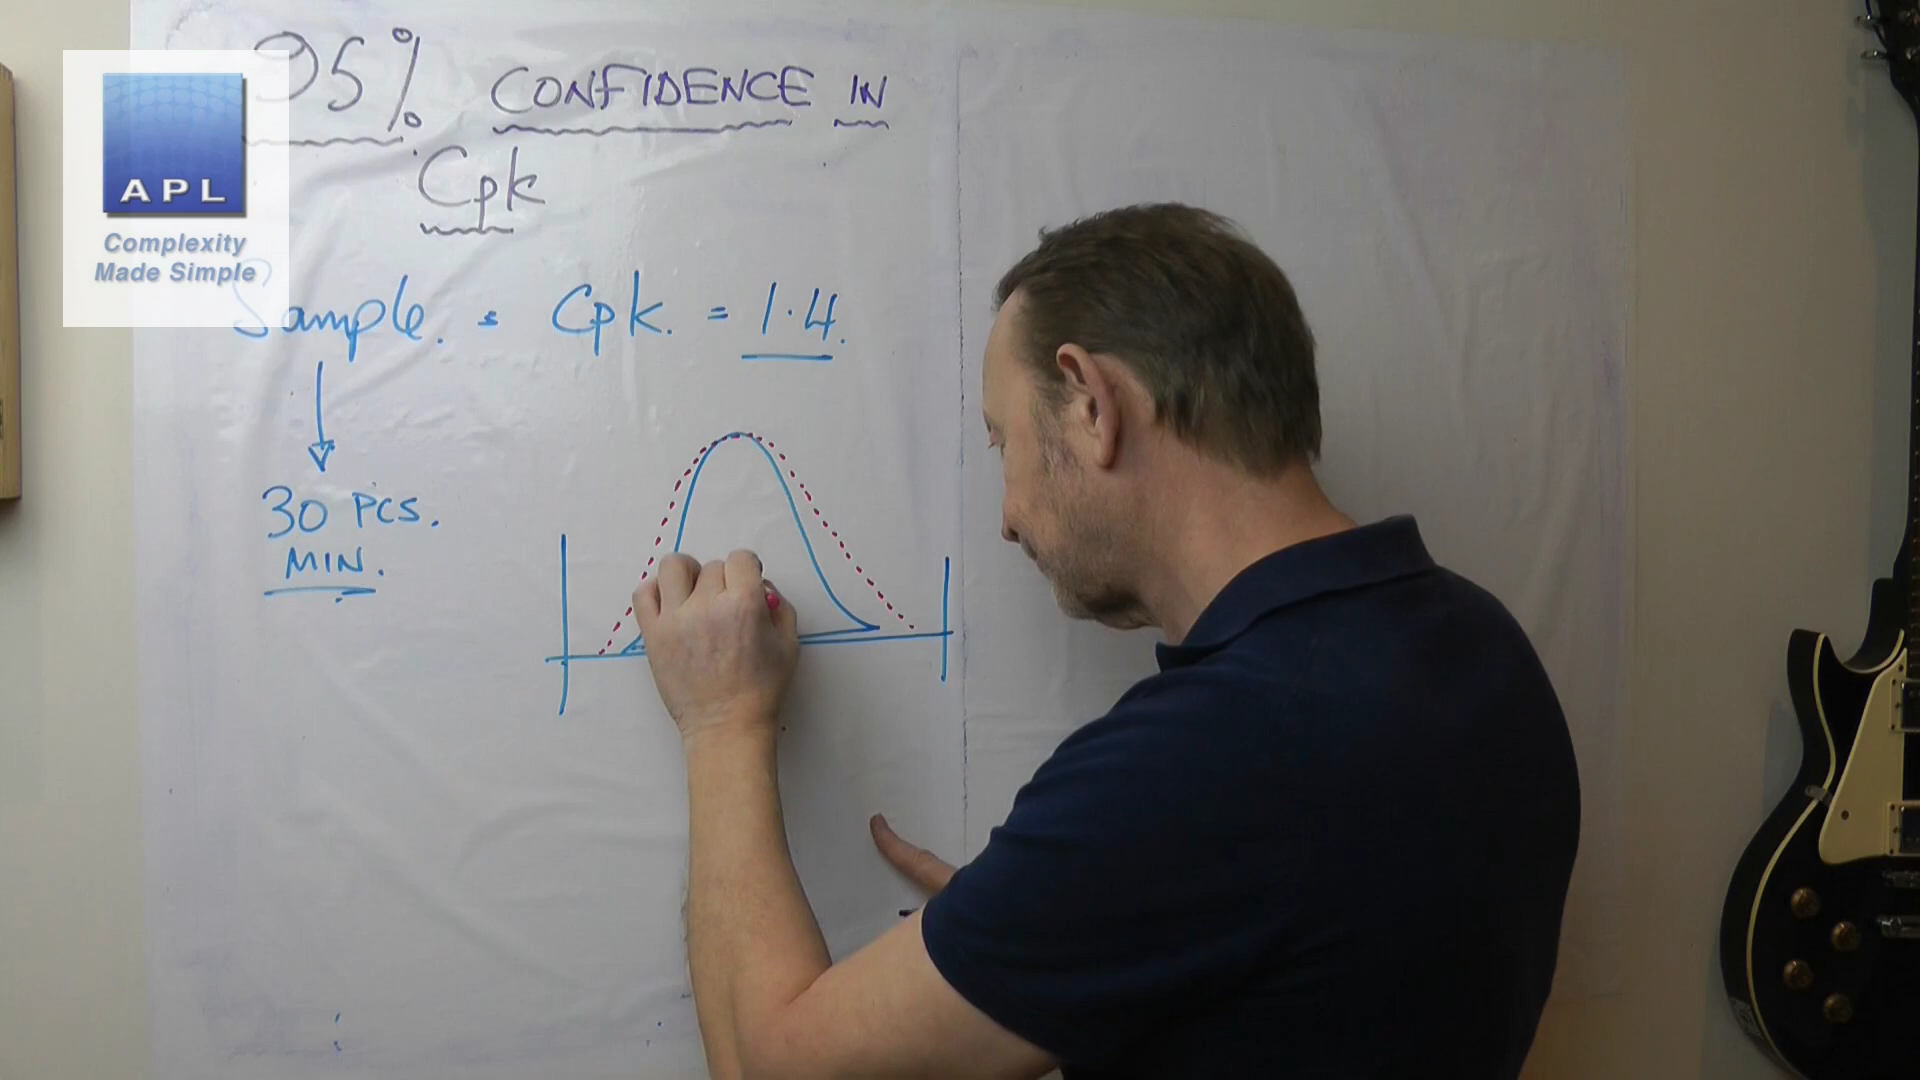 95% CONFIDENCE IN
Cpk
APL
Complexity
Made Simple
Sample. = Cpk. = 1.4.
30 PCS.
MIN.